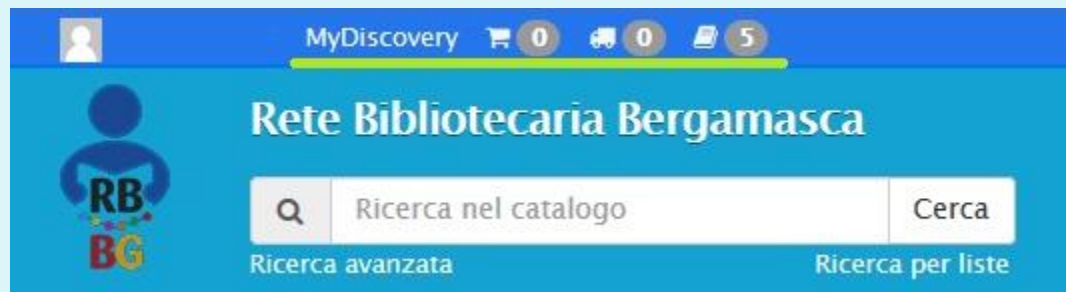 MyDiscovery 0 0 5
Rete Bibliotecaria Bergamasca
RB
BG
Ricerca nel catalogo Cerca
Ricerca avanzata Ricerca per liste